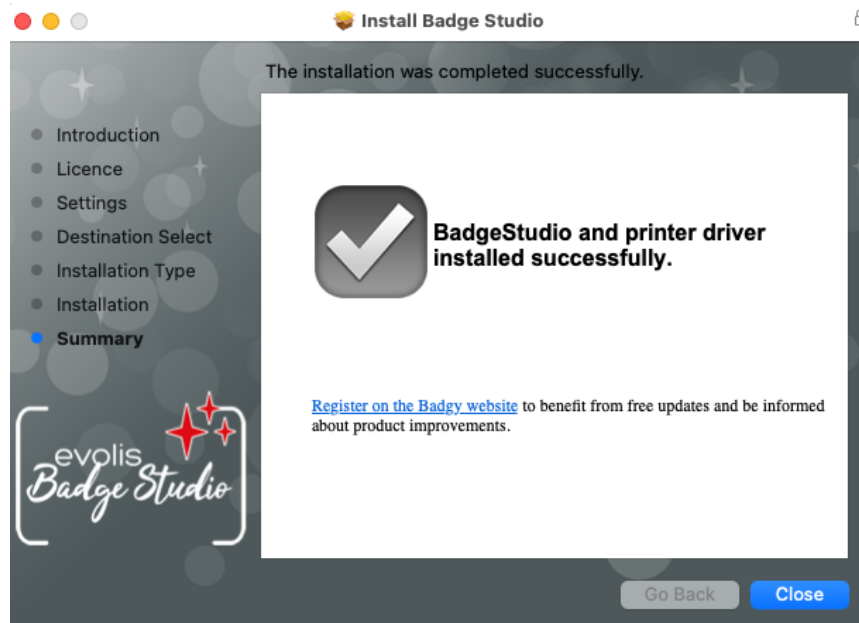 Install Badge Studio
The installation was completed successfully.
Introduction
Licence
Settings
Destination Select
Installation Type
Installation
Summary
BadgeStudio and printer driver
installed successfully.
Register on the Badgy website to benefit from free updates and be informed
about product improvements.
evolis
Badge Studio
Go Back
Close